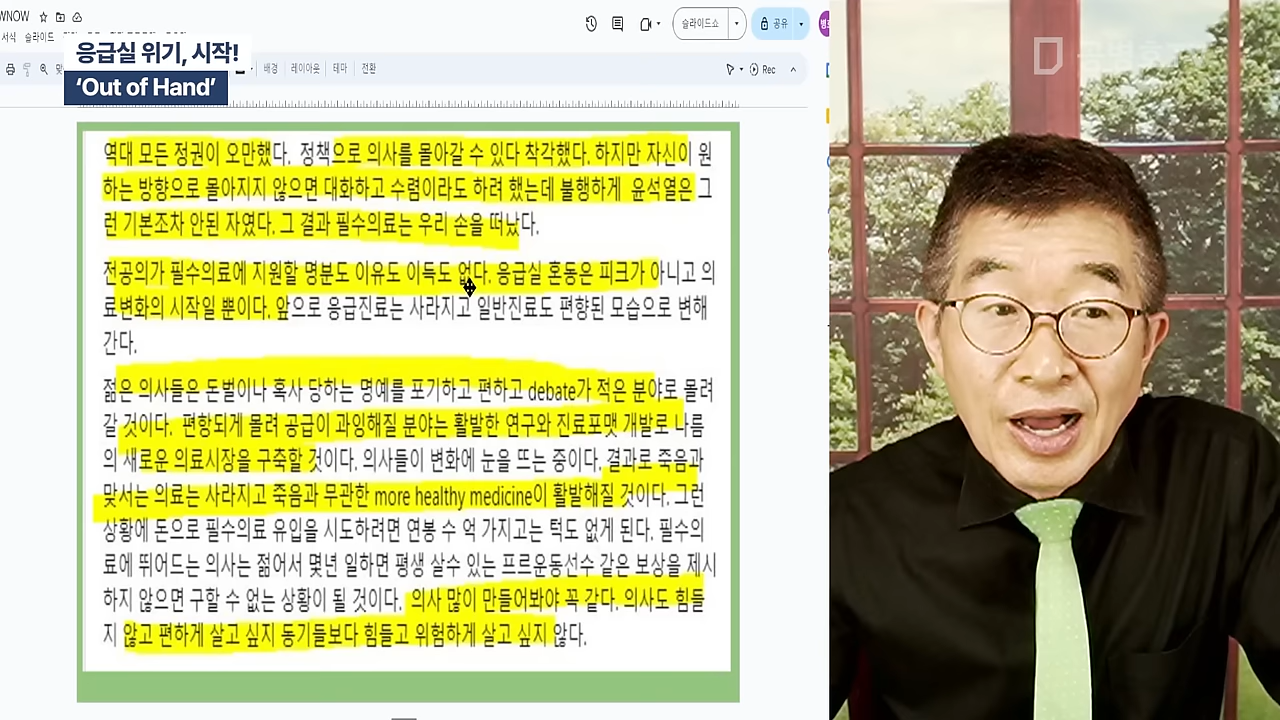 WNOW
서식 슬라이드
응급실 위기, 시작!
'Out of Hand'
슬라이드쇼
공유
배경 레이아웃 테마 전환
Rec
역대 모든 정권이 오만했다. 정책으로 의사를 몰아갈 수 있다 착각했다. 하지만 자신이 원
하는 방향으로 몰아지지 않으면 대화하고 수렴이라도 하려 했는데 불행하게 윤석열은 그
런 기본조차 안된 자였다. 그 결과 필수의료는 우리 손을 떠났다.
전공의가 필수의료에 지원할 명분도 이유도 이득도 없다. 응급실 혼동은 피크가 아니고 의
료변화의 시작일 뿐이다. 앞으로 응급진료는 사라지고 일반진료도 편향된 모습으로 변해
간다.
젊은 의사들은 돈벌이나 혹사 당하는 명예를 포기하고 편하고 debate가 적은 분야로 몰려
갈 것이다. 편향되게 몰려 공급이 과잉해질 분야는 활발한 연구와 진료포맷 개발로 나름
의 새로운 의료시장을 구축할 것이다. 의사들이 변화에 눈을 뜨는 중이다. 결과로 죽음과
맞서는 의료는 사라지고 죽음과 무관한 more healthy medicine이 활발해질 것이다. 그런
상황에 돈으로 필수의료 유입을 시도하려면 연봉 수 억 가지고는 턱도 없게 된다. 필수의
료에 뛰어드는 의사는 젊어서 몇년 일하면 평생 살수 있는 프르운동선수 같은 보상을 제시
하지 않으면 구할 수 없는 상황이 될 것이다. 의사 많이 만들어봐야 꼭 같다. 의사도 힘들
지 않고 편하게 살고 싶지 동기들보다 힘들고 위험하게 살고 싶지 않다.